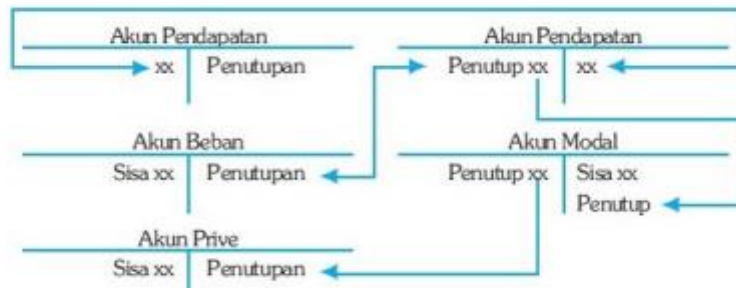 Akun Pendapatan
xx Penutupan
Akun Pendapatan
Penutup xx xx
Akun Beban
Sisa xx Penutupan
Akun Modal
Penutup xx Sisa xx
Penutup
Akun Prive
Sisa xx Penutupan